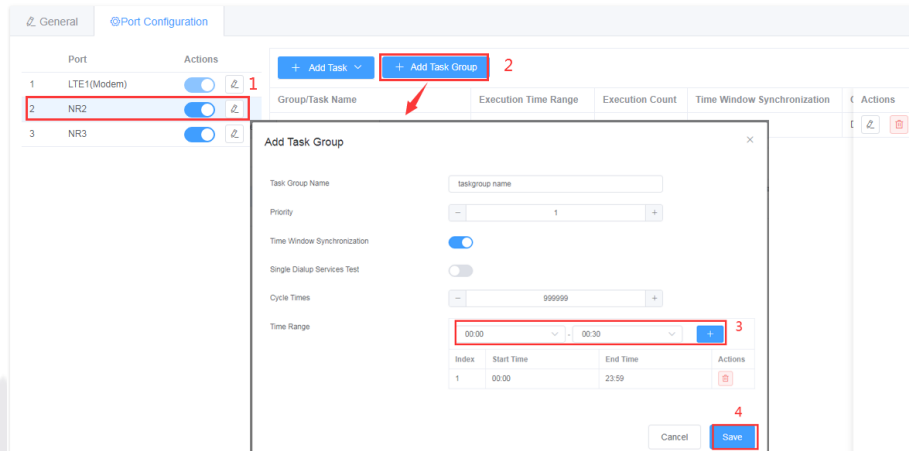 General
Port Configuration
Port Actions
1 LTE1(Modem)
1
2 NR2
3 NR3
+ Add Task
+ Add Task Group
2
Group/Task Name Execution Time Range Execution Count Time Window Synchronization Actions
Add Task Group
Task Group Name taskgroup name
Priority - 1 +
Time Window Synchronization
Single Dialup Services Test
Cycle Times - 999999 +
Time Range 00:00 - 00:30 +
3
Index Start Time End Time Actions
1 00:00 23:59
4
Cancel Save